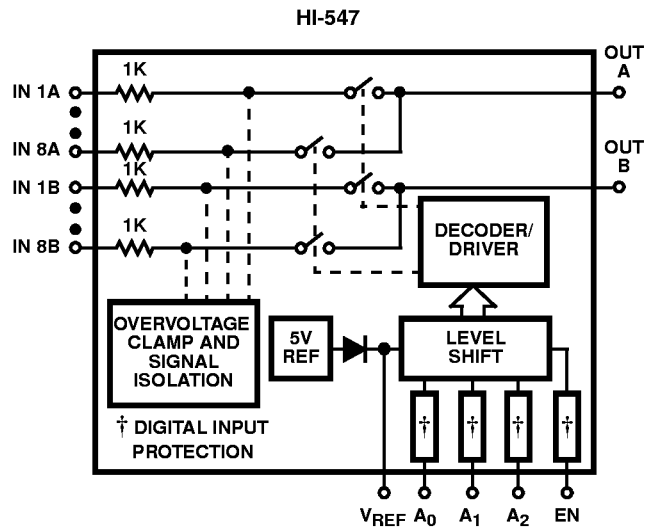 HI-547
OUT
A
1K
IN 1A
1K
IN 8A
OUT
B
1K
IN 1B
1K
IN 8B
DECODER/
DRIVER
OVERVOLTAGE
CLAMP AND
SIGNAL
ISOLATION
5V
REF
LEVEL
SHIFT
† DIGITAL INPUT
PROTECTION
† † † †
VREF A0 A1 A2 EN